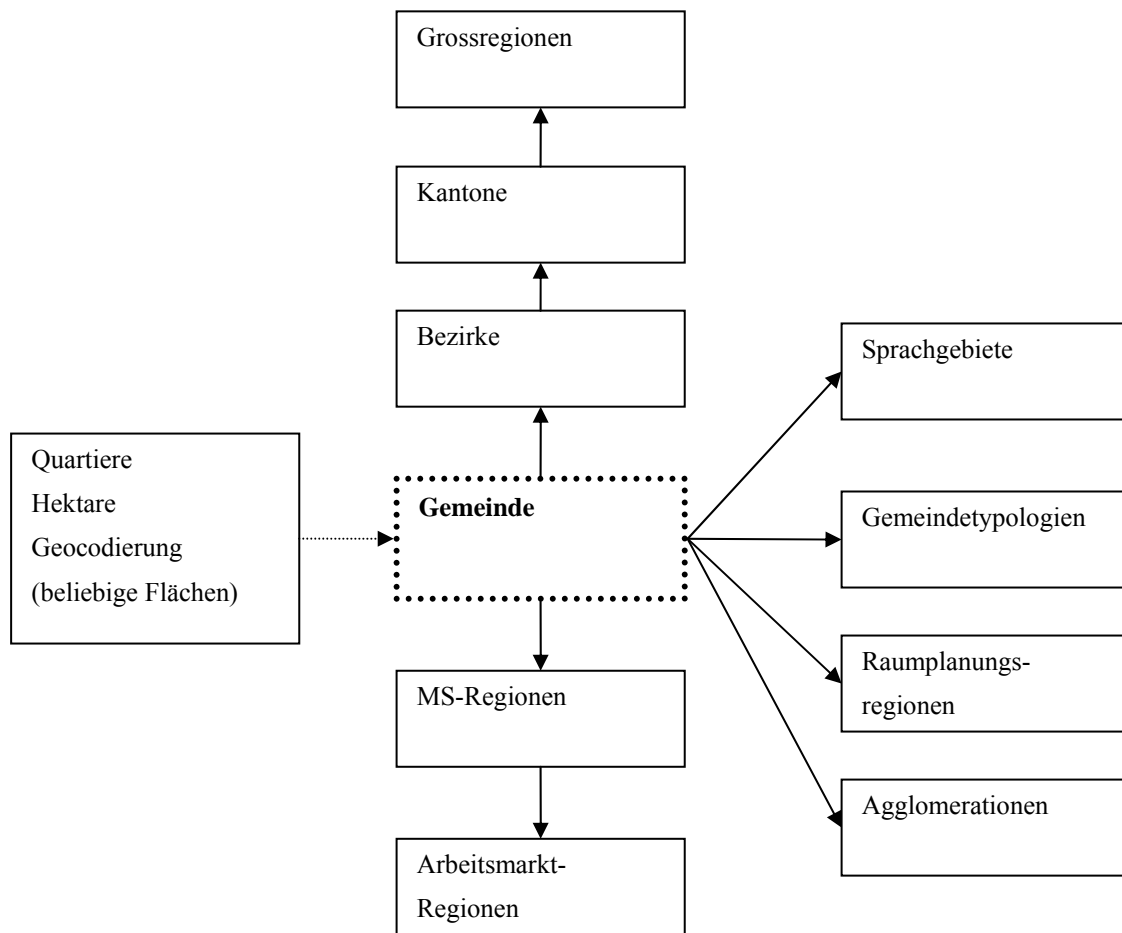 Grossregionen
Kantone
Bezirke
Sprachgebiete
Quartiere
Hektare
Geocodierung
(beliebige Flächen)
Gemeinde
Gemeindetypologien
Raumplanungs-
regionen
MS-Regionen
Agglomerationen
Arbeitsmarkt-
Regionen